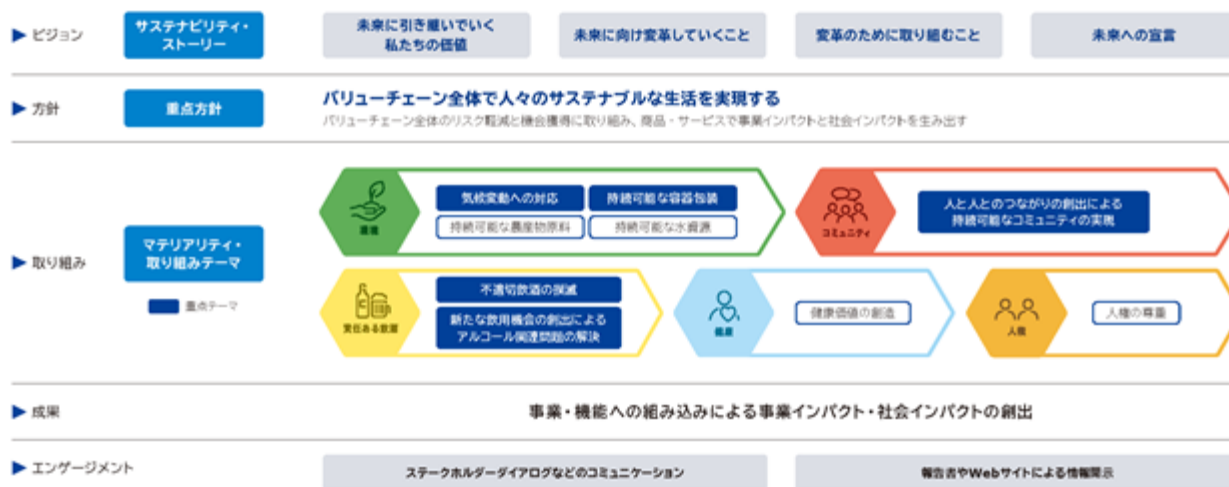 ビジョン
サステナビリティ・
ストーリー
未来に引き継いでいく
私たちの価値
未来に向け変革していくこと
変革のために取り組むこと
未来への宣言
方針
重点方針
バリューチェーン全体で人々のサステナブルな生活を実現する
バリューチェーン全体のリスク軽減と機会獲得に取り組み、商品・サービスで事業インパクトと社会インパクトを生み出す
取り組み
マテリアリティ・
取り組みテーマ
重点テーマ
環境
気候変動への対応
持続可能な容器包装
持続可能な農産物原料
持続可能な水資源
コミュニティ
人と人とのつながりの創出による
持続可能なコミュニティの実現
責任ある飲酒
不適切飲酒の撲滅
新たな飲用機会の創出による
アルコール関連問題の解決
健康
健康価値の創造
人権
人権の尊重
成果
事業・機能への組み込みによる事業インパクト・社会インパクトの創出
エンゲージメント
ステークホルダーダイアログなどのコミュニケーション
報告書やWebサイトによる情報開示